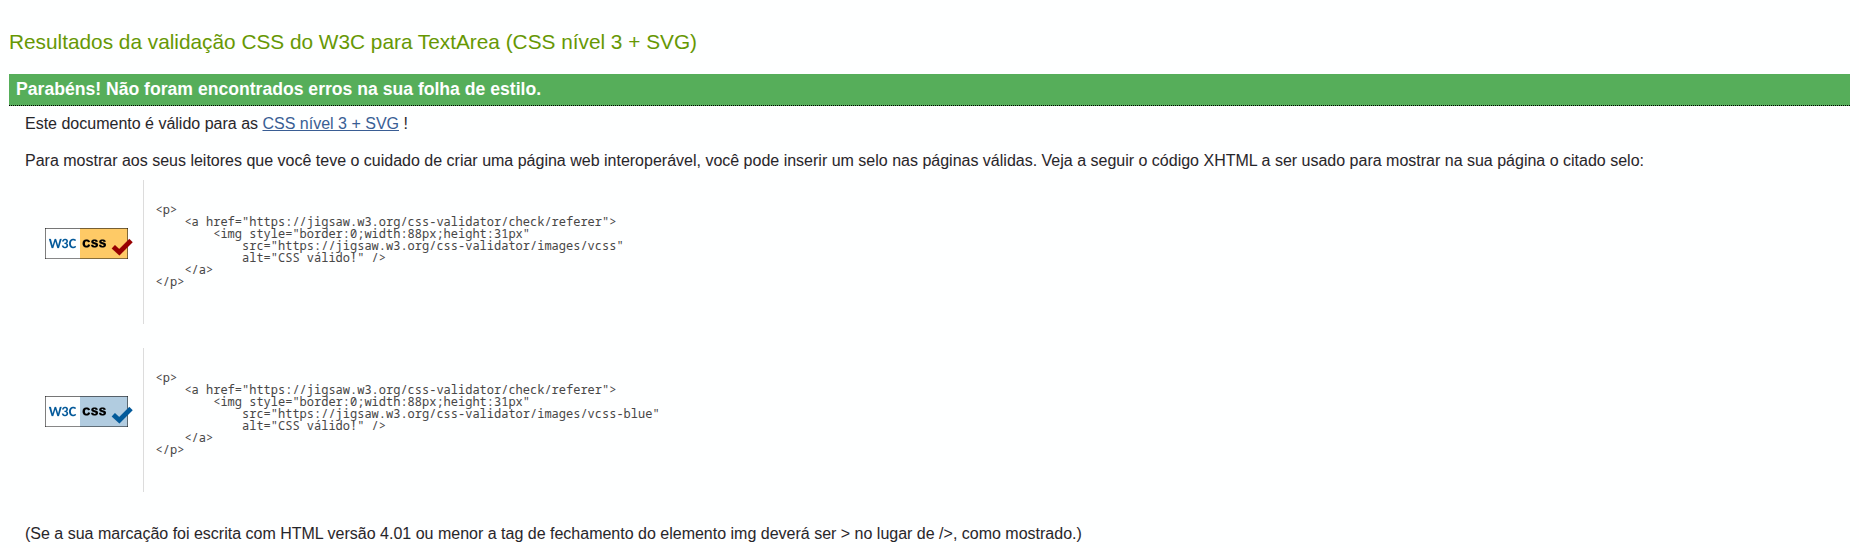 Resultados da validação CSS do W3C para TextArea (CSS nível 3 + SVG)
Parabéns! Não foram encontrados erros na sua folha de estilo.
Este documento é válido para as CSS nível 3 + SVG !
Para mostrar aos seus leitores que você teve o cuidado de criar uma página web interoperável, você pode inserir um selo nas páginas válidas. Veja a seguir o código XHTML a ser usado para mostrar na sua página o citado selo:
W3C CSS
<p>
    <a href="https://jigsaw.w3.org/css-validator/check/referer">
        <img style="border:0;width:88px;height:31px"
            src="https://jigsaw.w3.org/css-validator/images/vcss"
            alt="CSS válido!" />
    </a>
</p>
W3C CSS
<p>
    <a href="https://jigsaw.w3.org/css-validator/check/referer">
        <img style="border:0;width:88px;height:31px"
            src="https://jigsaw.w3.org/css-validator/images/vcss-blue"
            alt="CSS válido!" />
    </a>
</p>
(Se a sua marcação foi escrita com HTML versão 4.01 ou menor a tag de fechamento do elemento img deverá ser > no lugar de />, como mostrado.)